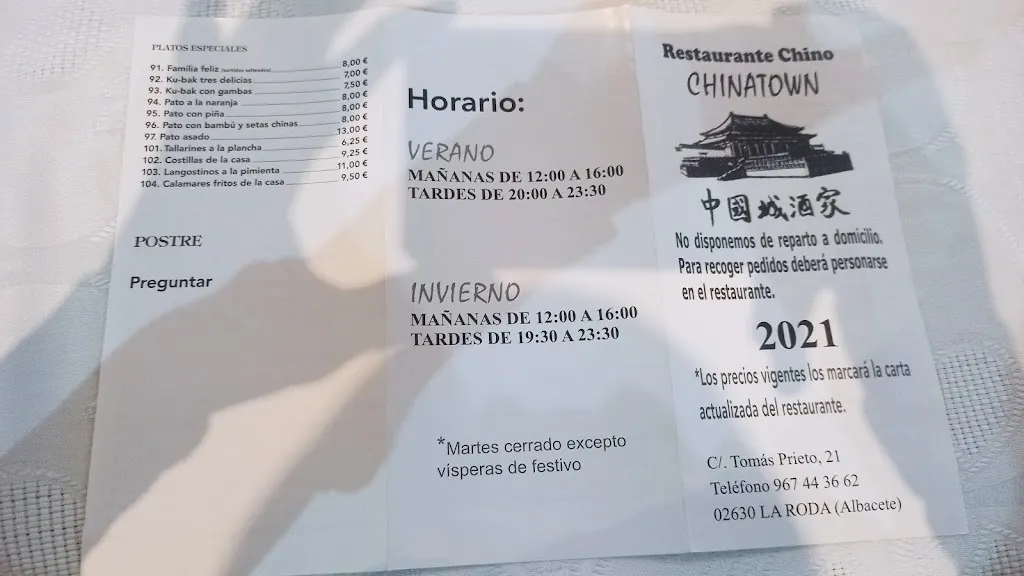 PLATOS ESPECIALES
91. Familia feliz 8,00 €
92. Ku-bak tres delicias 7,00 €
93. Ku-bak con gambas 7,50 €
94. Pato a la naranja 8,00 €
95. Pato con piña 8,00 €
96. Pato con bambú y setas chinas 8,00 €
97. Pato asado 13,00 €
101. Tallarines a la plancha 6,25 €
102. Costillas de la casa 9,25 €
103. Langostinos a la pimienta 11,00 €
104. Calamares fritos de la casa 9,50 €
POSTRE
Preguntar
Horario:
VERANO
MAÑANAS DE 12:00 A 16:00
TARDES DE 20:00 A 23:30
INVIERNO
MAÑANAS DE 12:00 A 16:00
TARDES DE 19:30 A 23:30
*Martes cerrado excepto
vísperas de festivo
Restaurante Chino
CHINATOWN
中國城酒家
No disponemos de reparto a domicilio.
Para recoger pedidos deberá personarse
en el restaurante.
2021
*Los precios vigentes los marcará la carta
actualizada del restaurante.
C/. Tomás Prieto, 21
Teléfono 967 44 36 62
02630 LA RODA (Albacete)